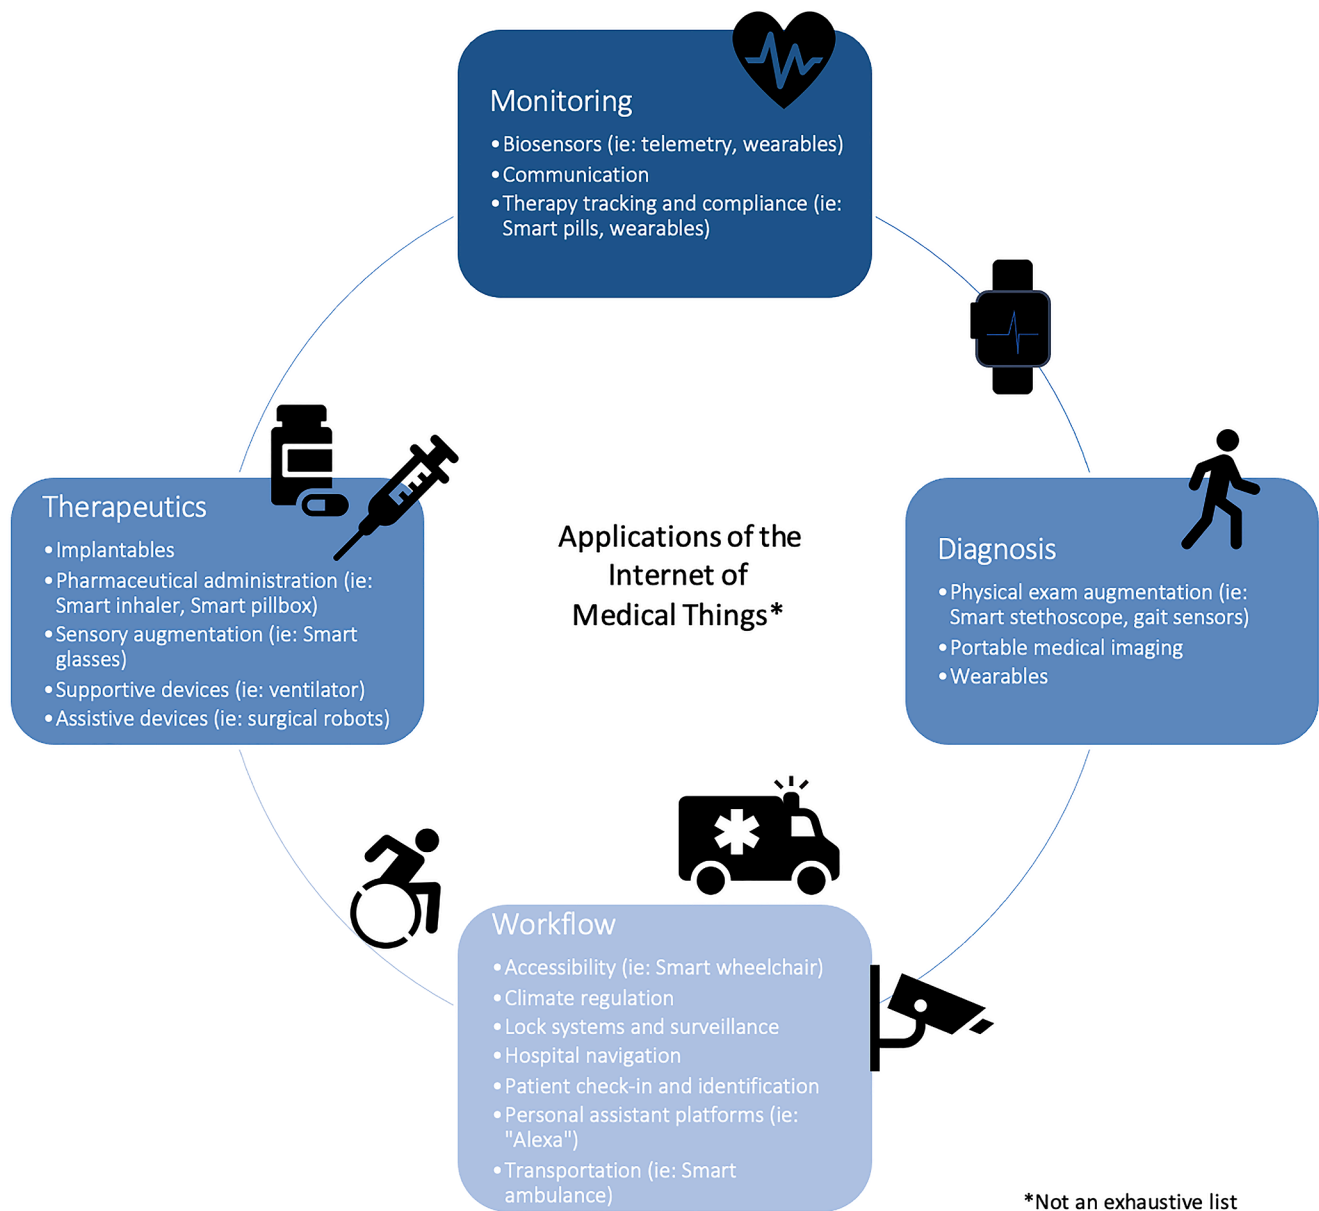 Monitoring
•Biosensors (ie: telemetry, wearables)
•Communication
•Therapy tracking and compliance (ie:
Smart pills, wearables)
Therapeutics
•Implantables
•Pharmaceutical administration (ie:
Smart inhaler, Smart pillbox)
•Sensory augmentation (ie: Smart
glasses)
•Supportive devices (ie: ventilator)
•Assistive devices (ie: surgical robots)
Applications of the
Internet of
Medical Things*
Diagnosis
•Physical exam augmentation (ie:
Smart stethoscope, gait sensors)
•Portable medical imaging
•Wearables
Workflow
•Accessibility (ie: Smart wheelchair)
•Climate regulation
•Lock systems and surveillance
•Hospital navigation
•Patient check-in and identification
•Personal assistant platforms (ie:
"Alexa")
•Transportation (ie: Smart
ambulance)
*Not an exhaustive list